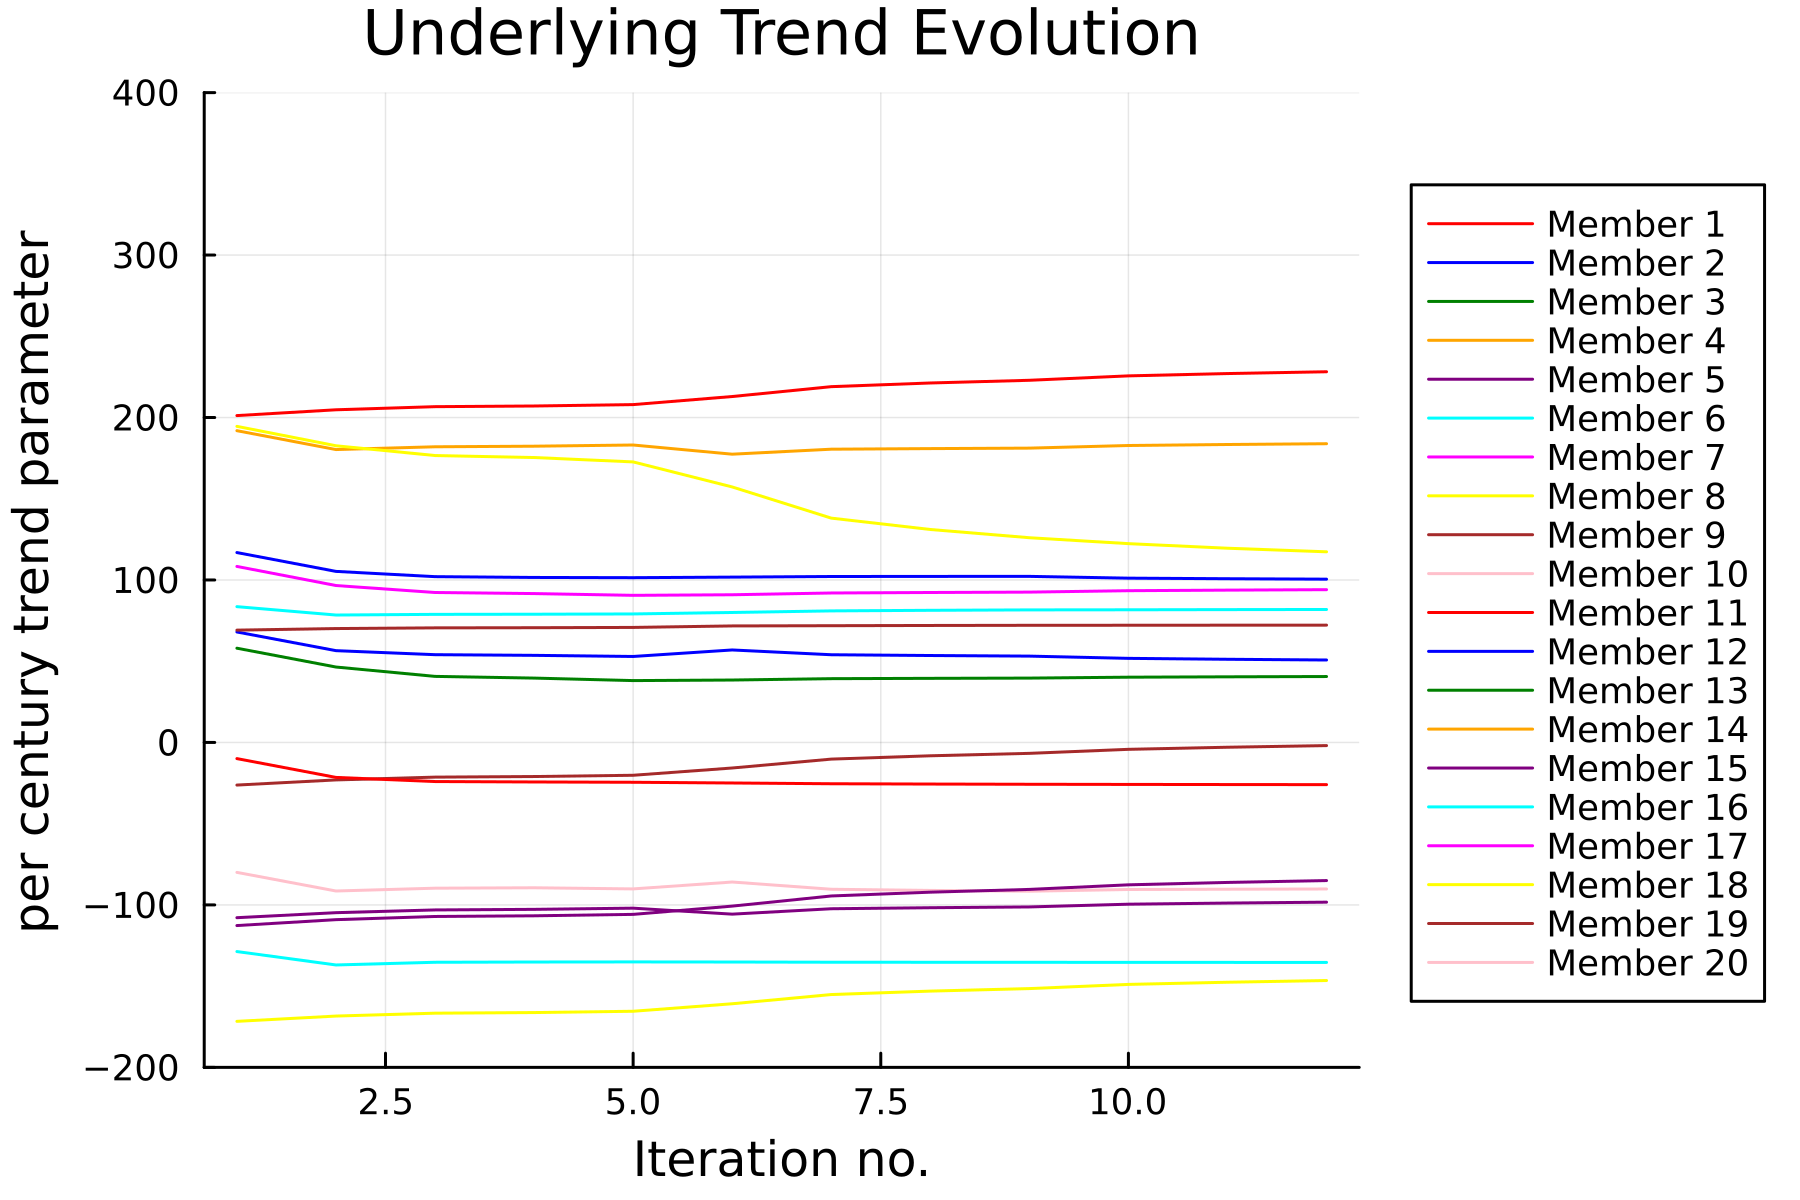 Underlying Trend Evolution
per century trend parameter
400
300
200
100
0
−100
−200
2.5 5.0 7.5 10.0
Iteration no.
Member 1
Member 2
Member 3
Member 4
Member 5
Member 6
Member 7
Member 8
Member 9
Member 10
Member 11
Member 12
Member 13
Member 14
Member 15
Member 16
Member 17
Member 18
Member 19
Member 20